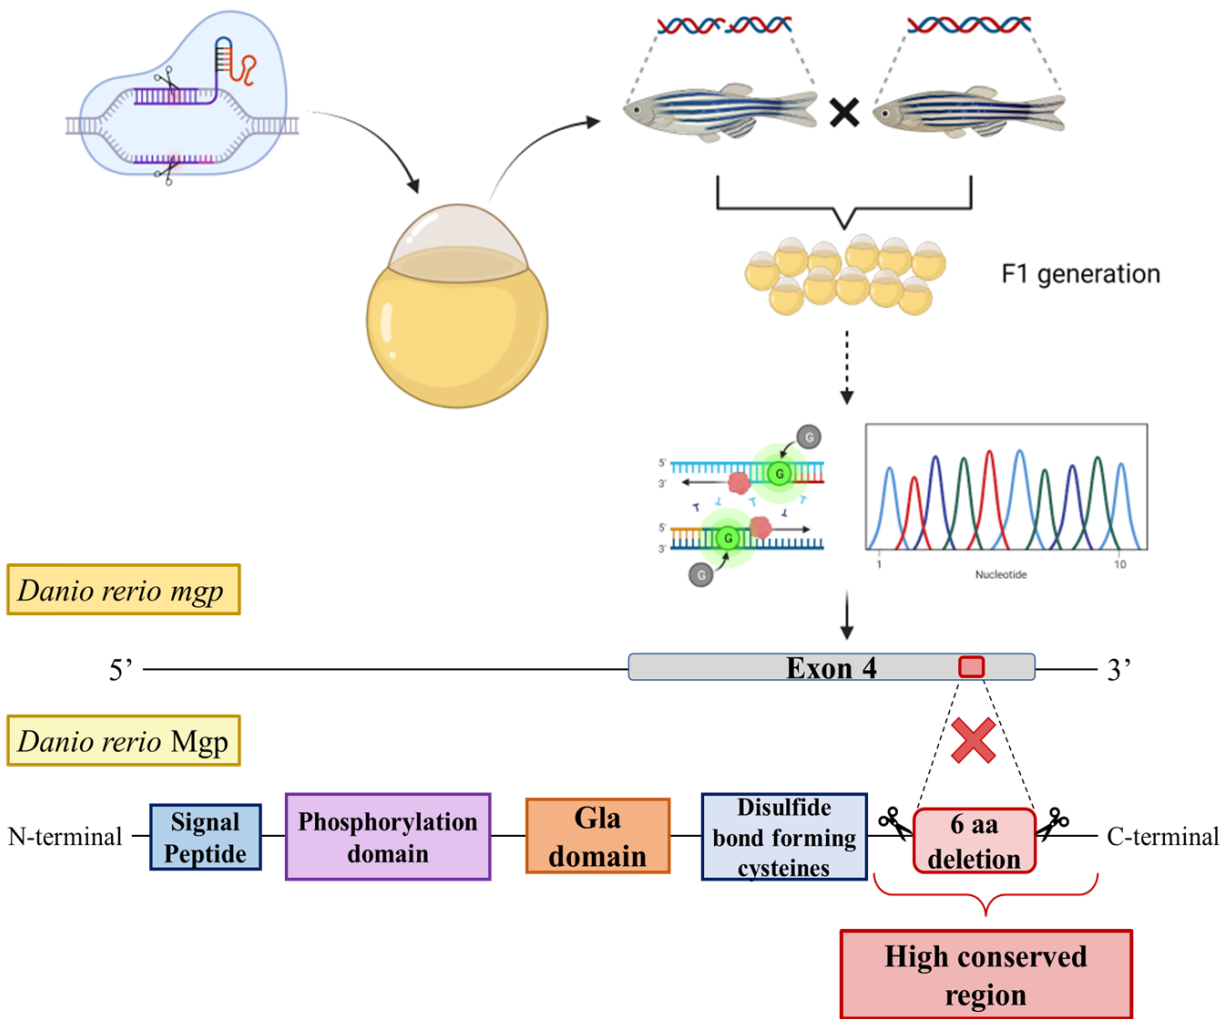 F1 generation
G
5'
G
3'
T
T
5'
G
3'
G
1
10
Nucleotide
Danio rerio mgp
5’
Exon 4
3’
Danio rerio Mgp
N-terminal
Signal
Peptide
Phosphorylation
domain
Gla
domain
Disulfide
bond forming
cysteines
6 aa
deletion
C-terminal
High conserved
region